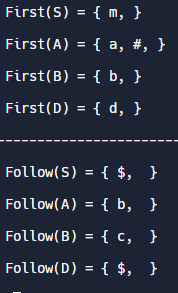 First(S) = { m, }
First(A) = { a, #, }
First(B) = { b, }
First(D) = { d, }
-----------------------
Follow(S) = { $,  }
Follow(A) = { b,  }
Follow(B) = { c,  }
Follow(D) = { $,  }